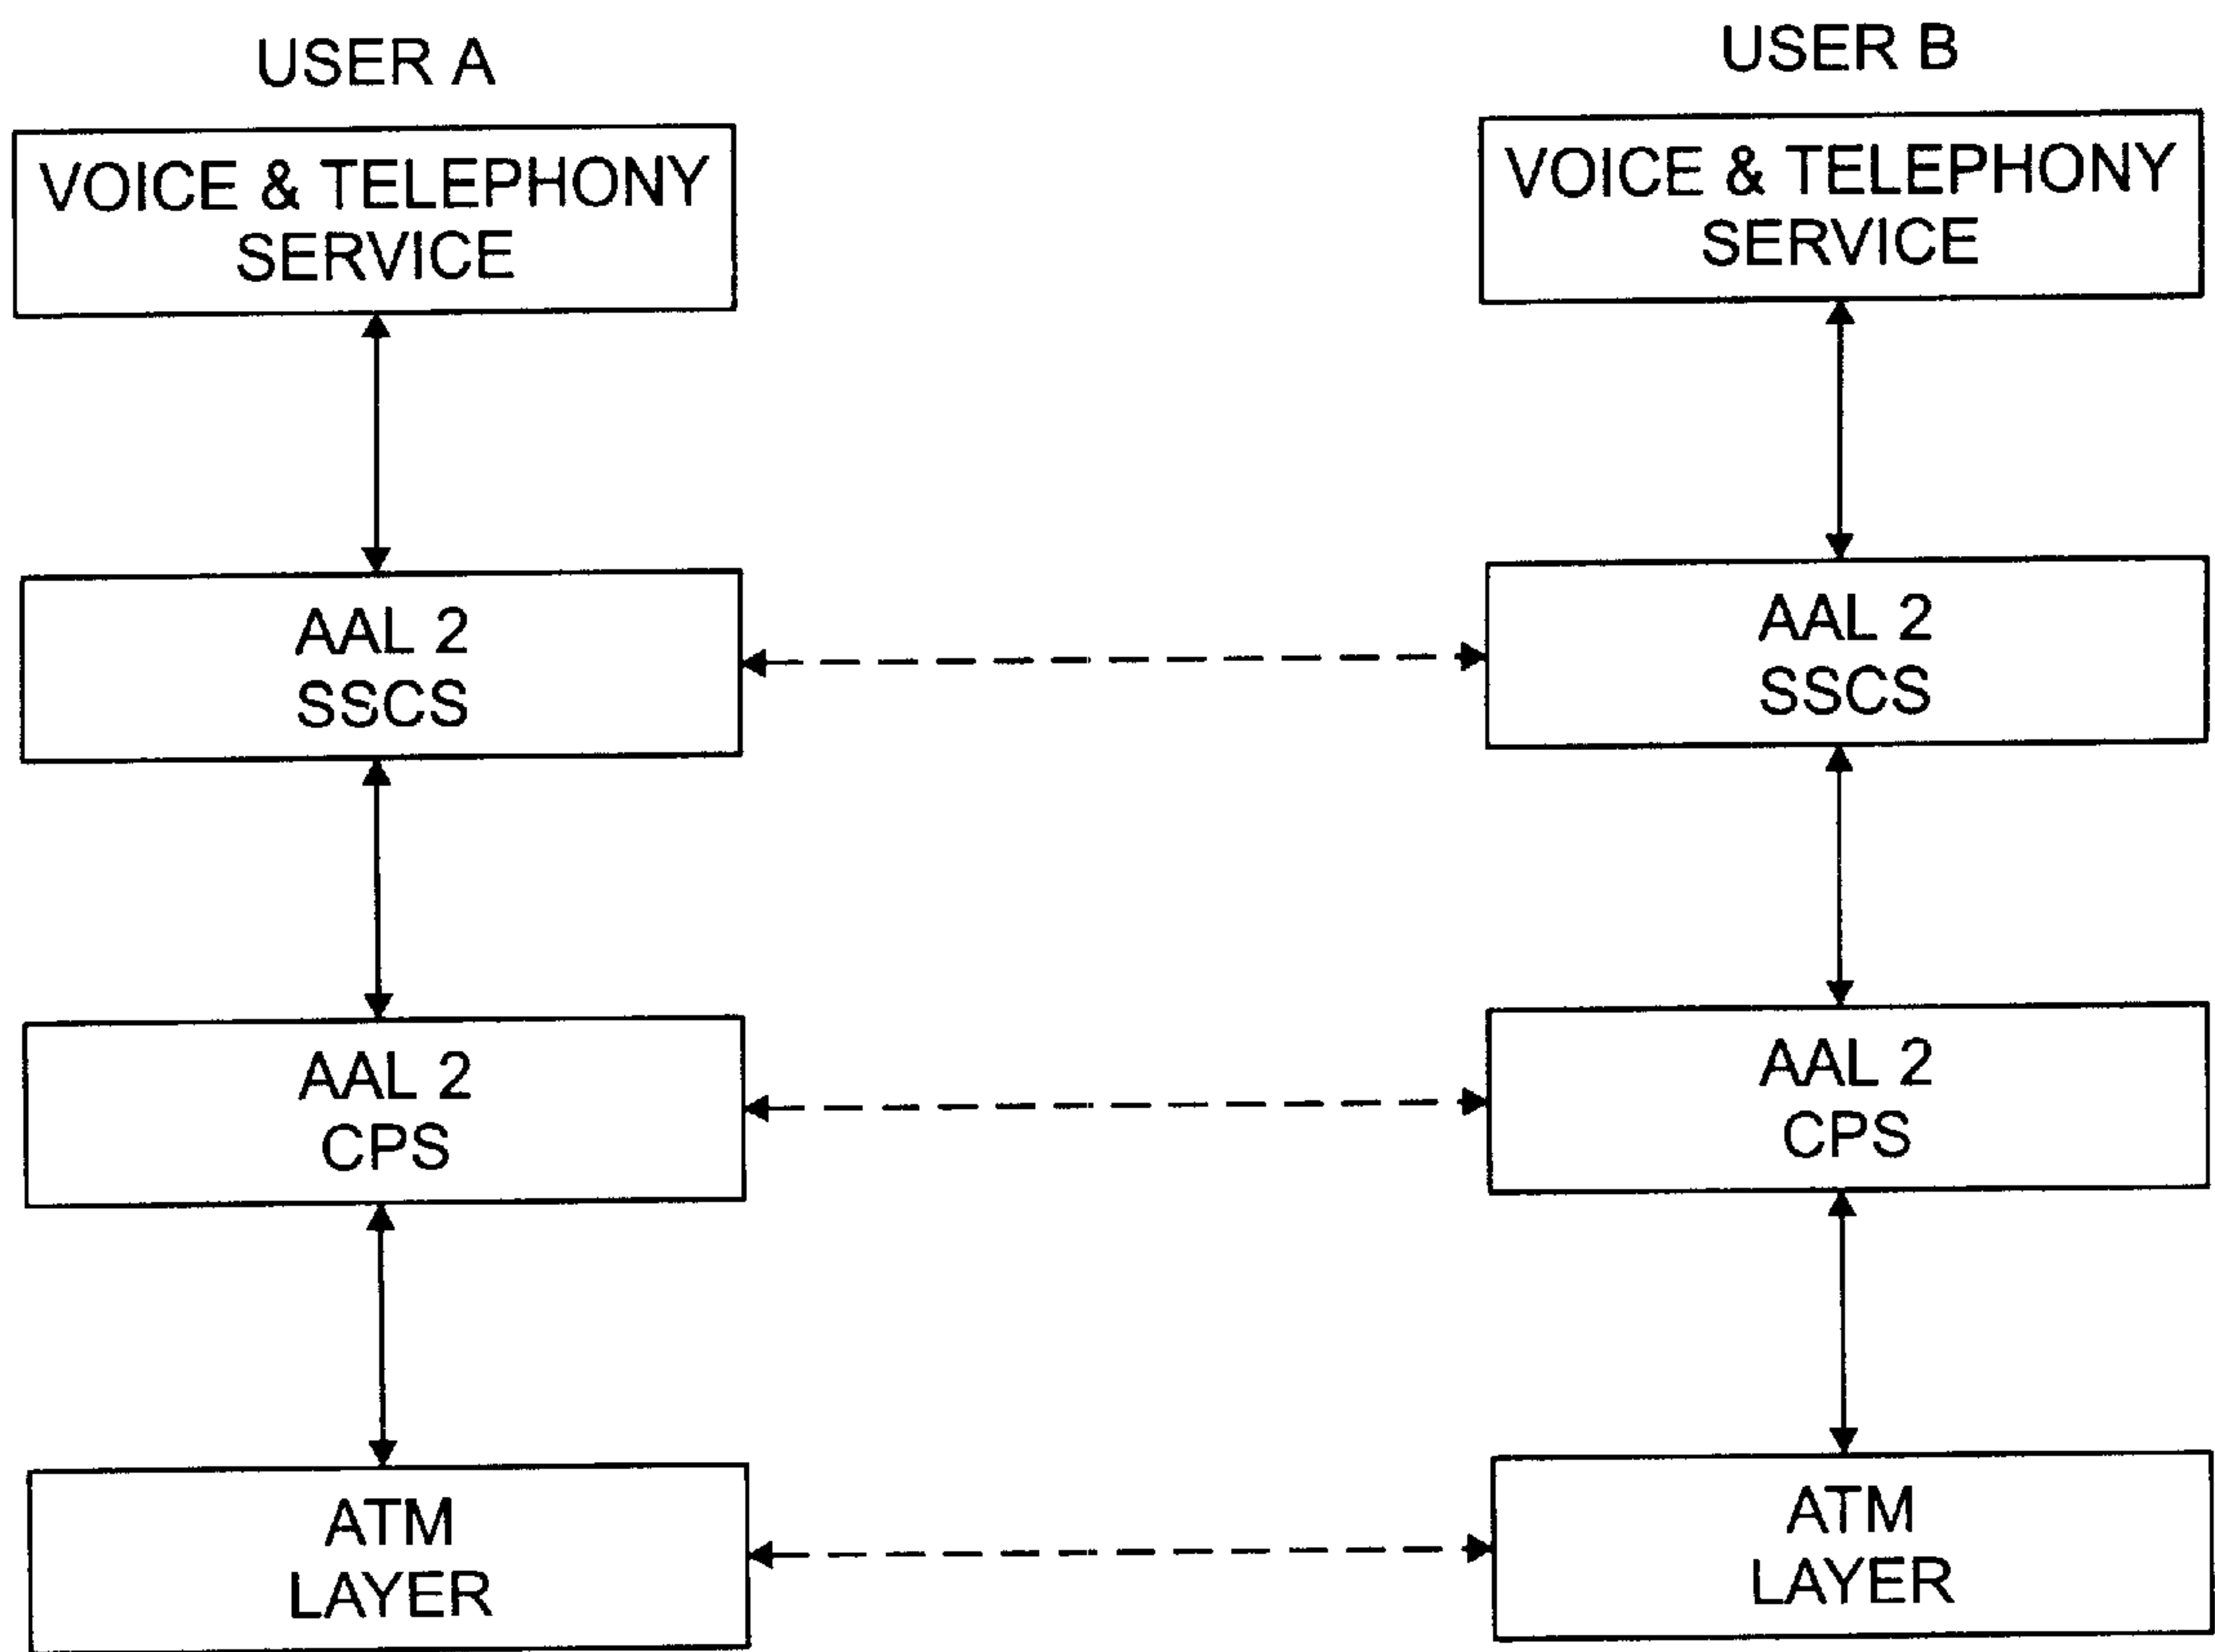 USER A
VOICE & TELEPHONY
SERVICE
AAL 2
SSCS
AAL 2
CPS
ATM
LAYER
USER B
VOICE & TELEPHONY
SERVICE
AAL 2
SSCS
AAL 2
CPS
ATM
LAYER